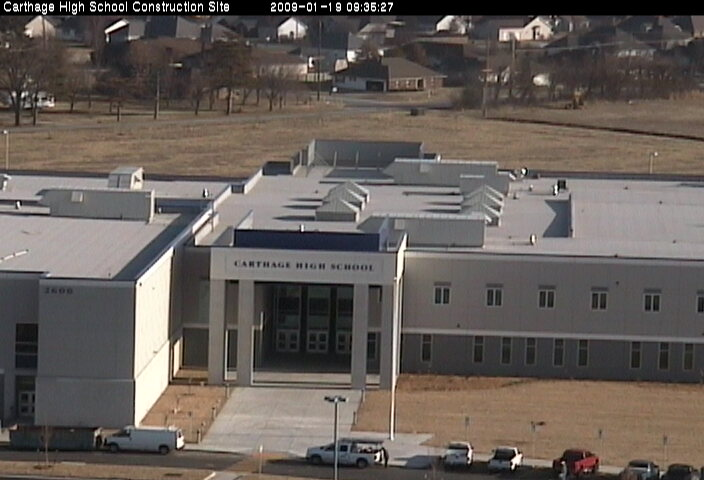 Carthage High School Construction Site 2009-01-19 09:35:27
CARTHAGE HIGH SCHOOL
2600